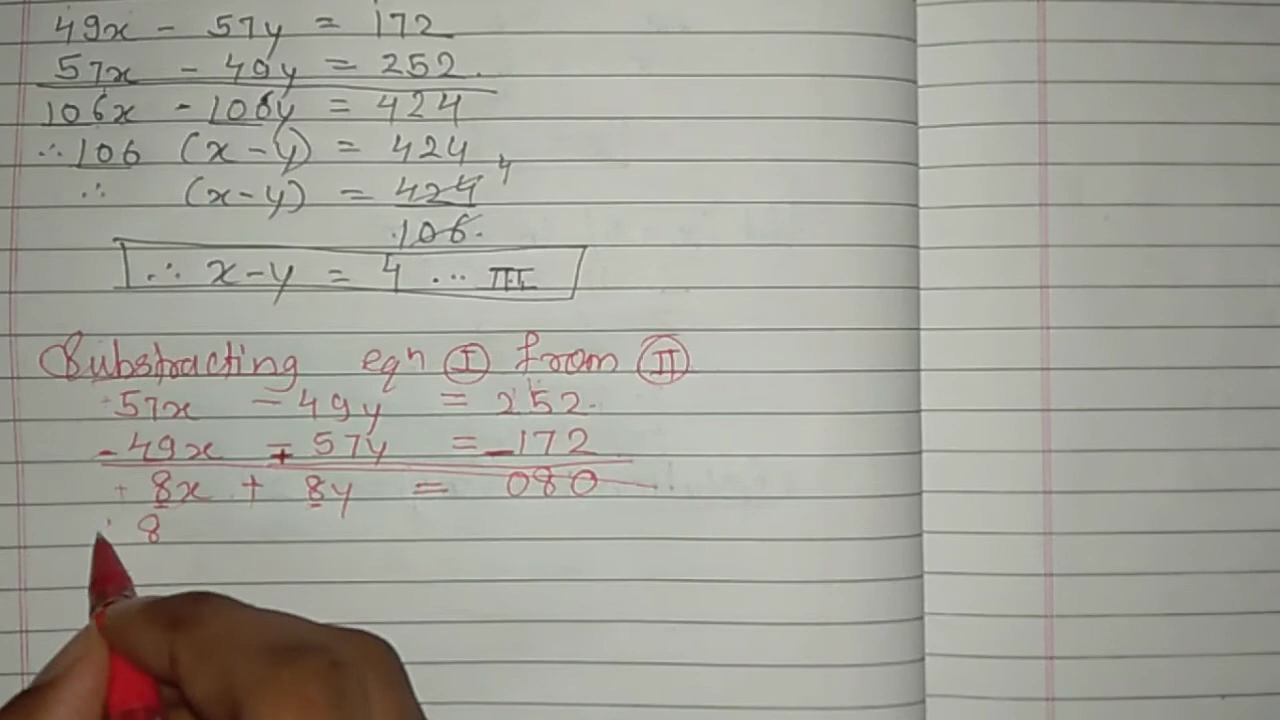 49x - 57y = 172
57x - 49y = 252.
106x - 106y = 424
∴ 106 (x-y) = 424
∴ (x-y) = 424 4
106.
∴ x-y = 4 ... III
Substracting eqn I from II
57x - 49y = 252.
- 49x ∓ 57y = - 172
+ 8x + 8y = 080
8